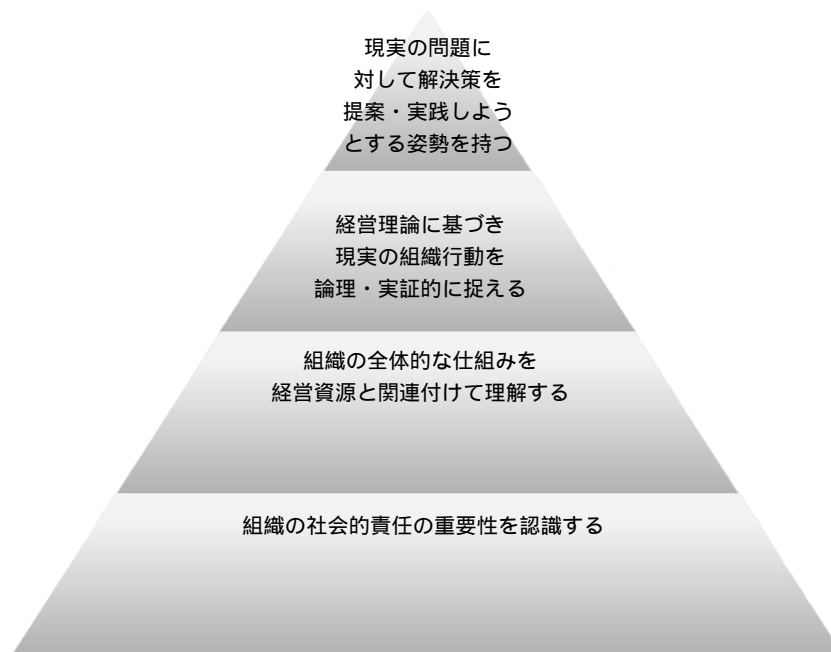 現実の問題に
対して解決策を
提案・実践しよう
とする姿勢を持つ
経営理論に基づき
現実の組織行動を
論理・実証的に捉える
組織の全体的な仕組みを
経営資源と関連付けて理解する
組織の社会的責任の重要性を認識する